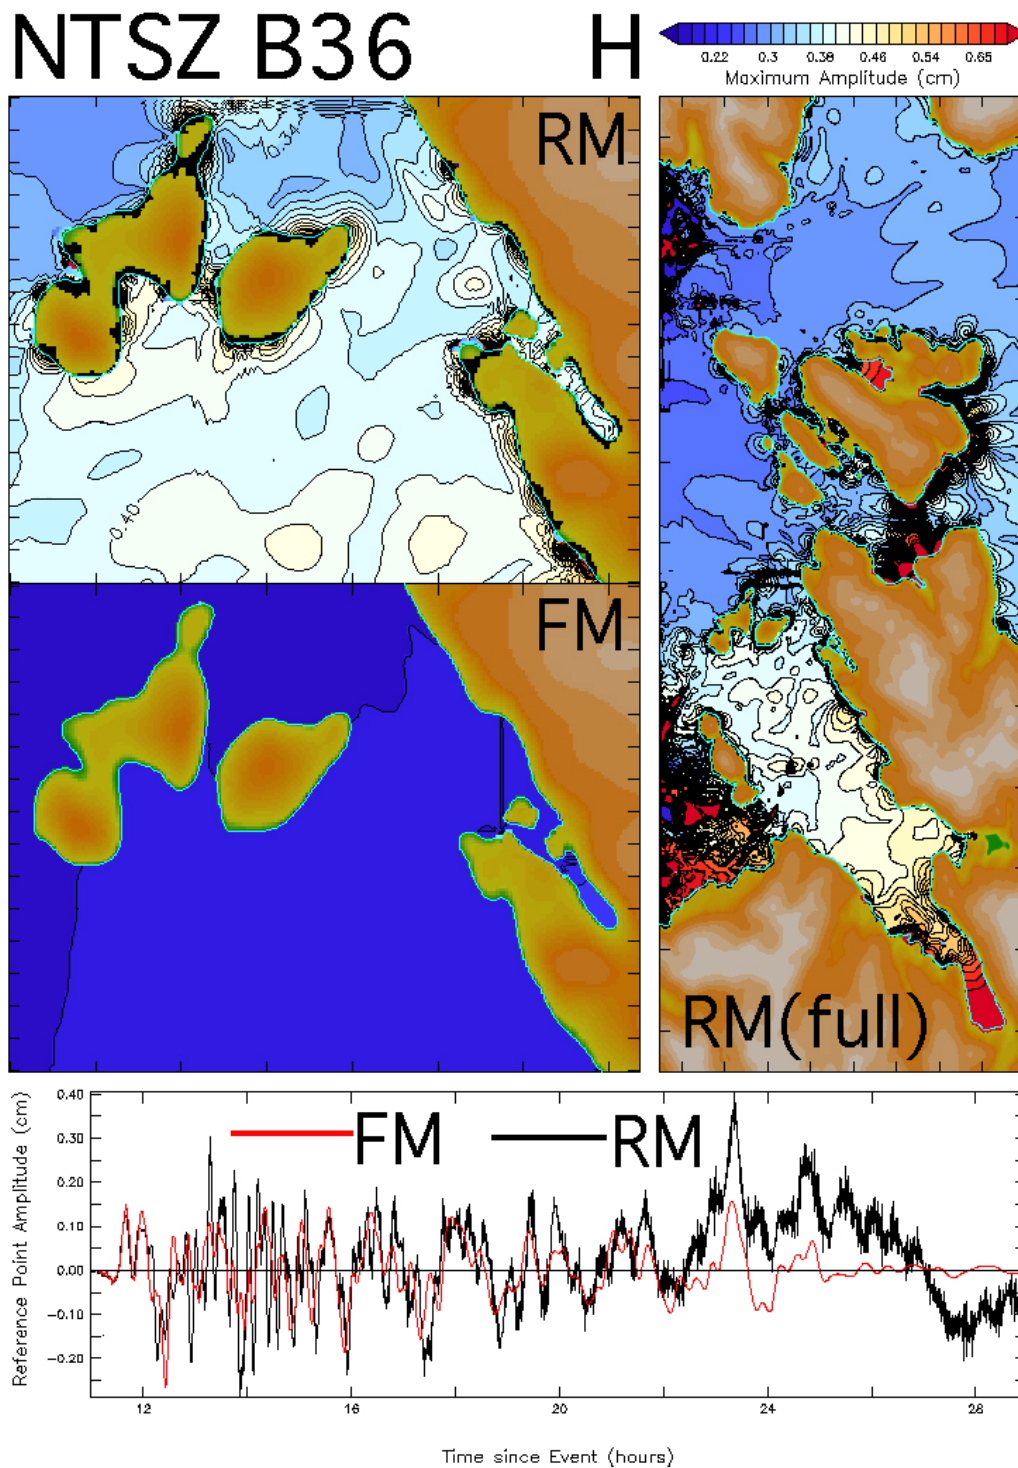 NTSZ B36 H
0.22 0.3 0.38 0.46 0.54 0.65
Maximum Amplitude (cm)
RM
.34
0.40
FM
RM(full)
Reference Point Amplitude (cm)
0.40
0.30
0.20
0.10
0.00
-0.10
-0.20
FM RM
12 16 20 24 28
Time since Event (hours)